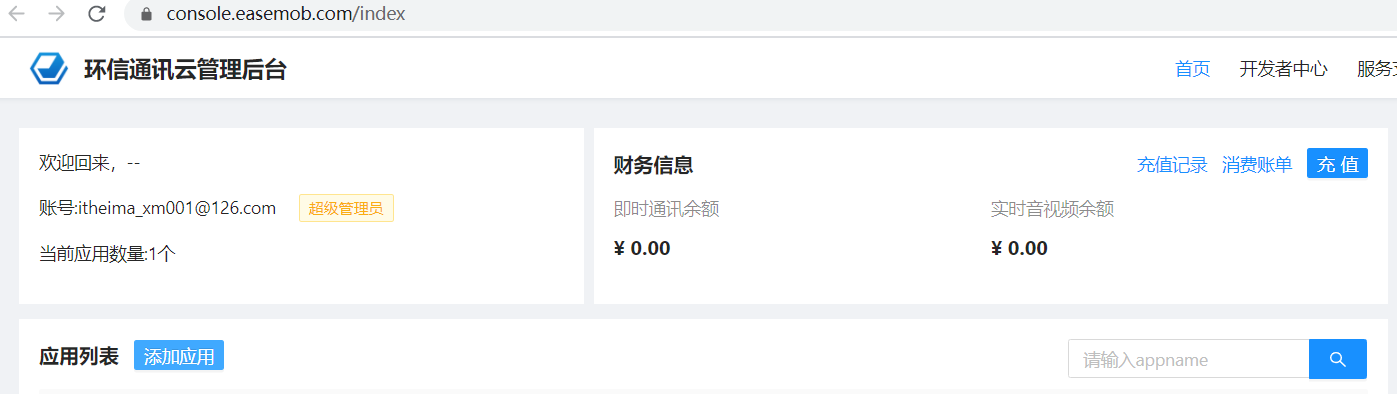 console.easemob.com/index
环信通讯云管理后台
首页 开发者中心 服务
欢迎回来，--
账号:itheima_xm001@126.com 超级管理员
当前应用数量:1个
财务信息 充值记录 消费账单 充 值
即时通讯余额 实时音视频余额
¥ 0.00 ¥ 0.00
应用列表 添加应用 请输入appname